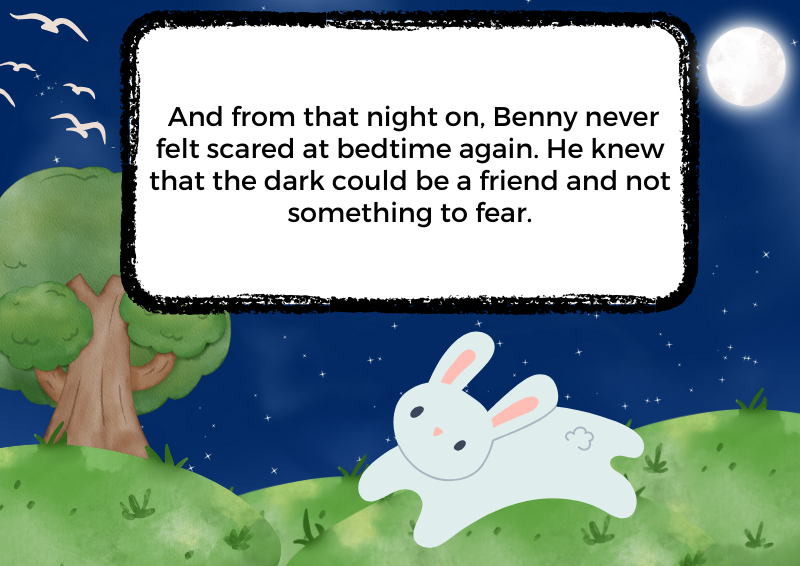 And from that night on, Benny never
felt scared at bedtime again. He knew
that the dark could be a friend and not
something to fear.